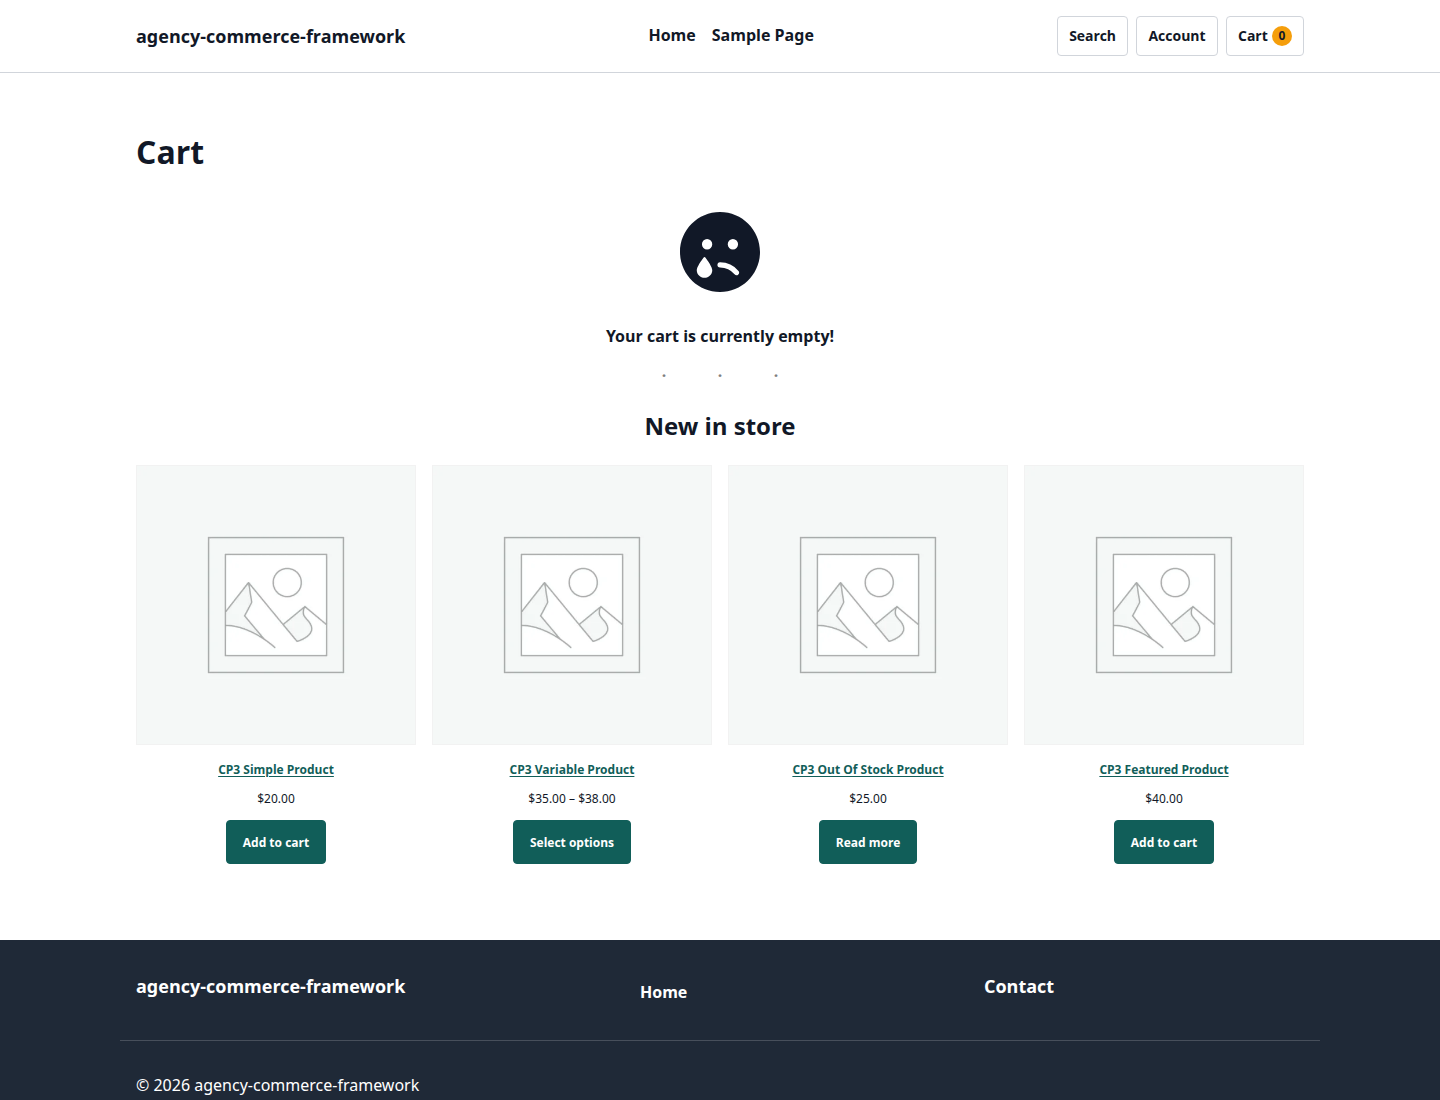 agency-commerce-framework
Home Sample Page
Search Account Cart 0
Cart
Your cart is currently empty!
New in store
CP3 Simple Product
$20.00
Add to cart
CP3 Variable Product
$35.00 – $38.00
Select options
CP3 Out Of Stock Product
$25.00
Read more
CP3 Featured Product
$40.00
Add to cart
agency-commerce-framework
Home
Contact
© 2026 agency-commerce-framework